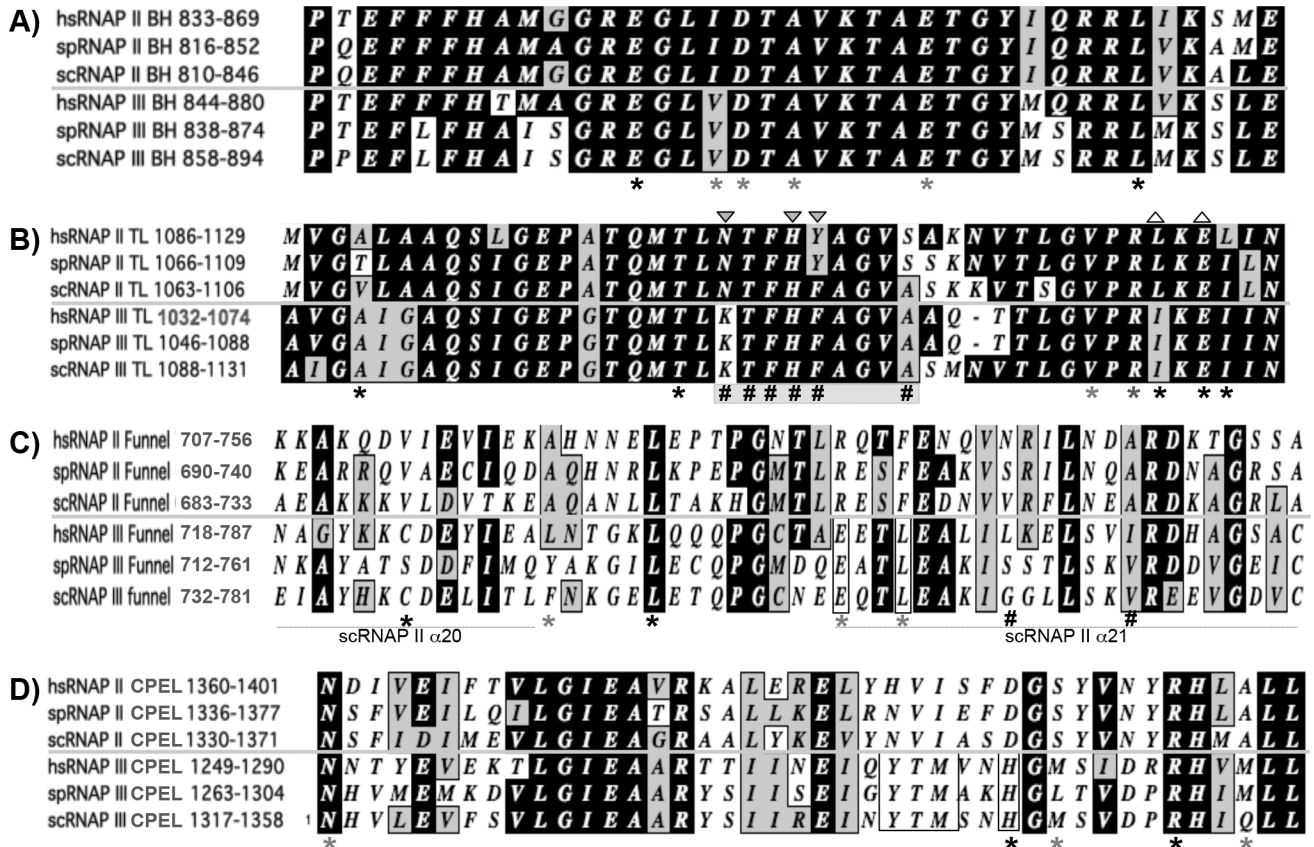 A) hsRNAP II BH 833-869 P T E F F F H A M G G R E G L I D T A V K T A E T G Y I Q R R L I K S M E
spRNAP II BH 816-852 P Q E F F F H A M A G R E G L I D T A V K T A E T G Y I Q R R L V K A M E
scRNAP II BH 810-846 P Q E F F F H A M G G R E G L I D T A V K T A E T G Y I Q R R L V K A L E
hsRNAP III BH 844-880 P T E F F F H T M A G R E G L V D T A V K T A E T G Y M Q R R L V K S L E
spRNAP III BH 838-874 P T E F L F H A I S G R E G L V D T A V K T A E T G Y M S R R L M K S L E
scRNAP III BH 858-894 P P E F L F H A I S G R E G L V D T A V K T A E T G Y M S R R L M K S L E
* * * * * *
B) hsRNAP II TL 1086-1129 M V G A L A A Q S L G E P A T Q M T L N T F H Y A G V S A K N V T L G V P R L K E L I N
spRNAP II TL 1066-1109 M V G T L A A Q S I G E P A T Q M T L N T F H Y A G V S S K N V T L G V P R L K E I L N
scRNAP II TL 1063-1106 M V G V L A A Q S I G E P A T Q M T L N T F H F A G V A S K K V T S G V P R L K E I L N
hsRNAP III TL 1032-1074 A V G A I G A Q S I G E P G T Q M T L K T F H F A G V A A Q - T T L G V P R I K E I I N
spRNAP III TL 1046-1088 A V G A I G A Q S I G E P G T Q M T L K T F H F A G V A A Q - T T L G V P R I K E I I N
scRNAP III TL 1088-1131 A I G A I G A Q S I G E P G T Q M T L K T F H F A G V A S M N V T L G V P R I K E I I N
* * # # # # # # * * * * *
C) hsRNAP II Funnel 707-756 K K A K Q D V I E V I E K A H N N E L E P T P G N T L R Q T F E N Q V N R I L N D A R D K T G S S A
spRNAP II Funnel 690-740 K E A R R Q V A E C I Q D A Q H N R L K P E P G M T L R E S F E A K V S R I L N Q A R D N A G R S A
scRNAP II Funnel 683-733 A E A K K K V L D V T K E A Q A N L L T A K H G M T L R E S F E D N V V R F L N E A R D K A G R L A
hsRNAP III Funnel 718-787 N A G Y K K C D E Y I E A L N T G K L Q Q Q P G C T A E E T L E A L I L K E L S V I R D H A G S A C
spRNAP III Funnel 712-761 N K A Y A T S D D F I M Q Y A K G I L E C Q P G M D Q E A T L E A K I S S T L S K V R D D V G E I C
scRNAP III funnel 732-781 E I A Y H K C D E L I T L F N K G E L E T Q P G C N E E Q T L E A K I G G L L S K V R E E V G D V C
* * * * * # #
scRNAP II α20 scRNAP II α21
D) hsRNAP II CPEL 1360-1401 N D I V E I F T V L G I E A V R K A L E R E L Y H V I S F D G S Y V N Y R H L A L L
spRNAP II CPEL 1336-1377 N S F V E I L Q I L G I E A T R S A L L K E L R N V I E F D G S Y V N Y R H L A L L
scRNAP II CPEL 1330-1371 N S F I D I M E V L G I E A G R A A L Y K E V Y N V I A S D G S Y V N Y R H M A L L
hsRNAP III CPEL 1249-1290 N N T Y E V E K T L G I E A A R T T I I N E I Q Y T M V N H G M S I D R R H V M L L
spRNAP III CPEL 1263-1304 N H V M E M K D V L G I E A A R Y S I I S E I G Y T M A K H G L T V D P R H I M L L
scRNAP III CPEL 1317-1358 1 N H V L E V F S V L G I E A A R Y S I I R E I N Y T M S N H G M S V D P R H I Q L L
* * * * *